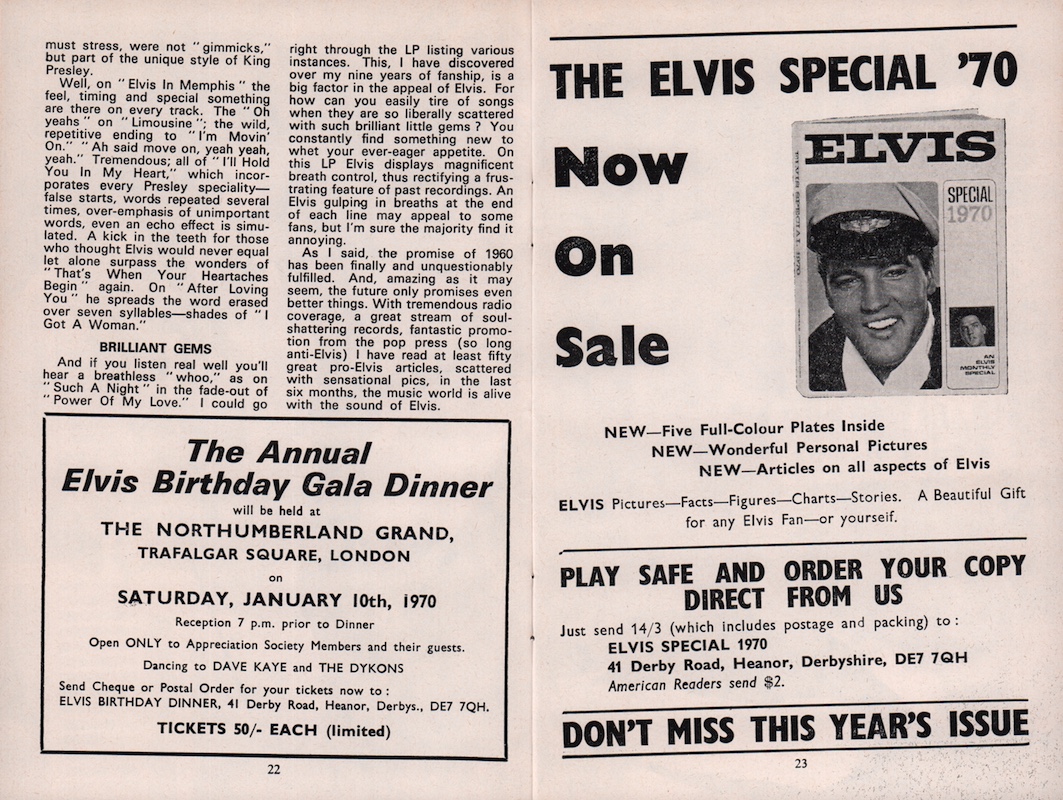 must stress, were not "gimmicks,"
but part of the unique style of King
Presley.
Well, on "Elvis In Memphis" the
feel, timing and special something
are there on every track. The "Oh
yeahs" on "Limousine"; the wild,
repetitive ending to "I'm Movin'
On." "Ah said move on, yeah yeah,
yeah." Tremendous; all of "I'll Hold
You In My Heart," which incor-
porates every Presley speciality—
false starts, words repeated several
times, over-emphasis of unimportant
words, even an echo effect is simu-
lated. A kick in the teeth for those
who thought Elvis would never equal
let alone surpass the wonders of
"That's When Your Heartaches
Begin" again. On "After Loving
You" he spreads the word erased
over seven syllables—shades of "I
Got A Woman."
BRILLIANT GEMS
And if you listen real well you'll
hear a breathless "whoo," as on
"Such A Night" in the fade-out of
"Power Of My Love." I could go
right through the LP listing various
instances. This, I have discovered
over my nine years of fanship, is a
big factor in the appeal of Elvis. For
how can you easily tire of songs
when they are so liberally scattered
with such brilliant little gems? You
constantly find something new to
whet your ever-eager appetite. On
this LP Elvis displays magnificent
breath control, thus rectifying a frus-
trating feature of past recordings. An
Elvis gulping in breaths at the end
of each line may appeal to some
fans, but I'm sure the majority find it
annoying.
As I said, the promise of 1960
has been finally and unquestionably
fulfilled. And, amazing as it may
seem, the future only promises even
better things. With tremendous radio
coverage, a great stream of soul-
shattering records, fantastic promo-
tion from the pop press (so long
anti-Elvis) I have read at least fifty
great pro-Elvis articles, scattered
with sensational pics, in the last
six months, the music world is alive
with the sound of Elvis.
The Annual
Elvis Birthday Gala Dinner
will be held at
THE NORTHUMBERLAND GRAND,
TRAFALGAR SQUARE, LONDON
on
SATURDAY, JANUARY 10th, 1970
Reception 7 p.m. prior to Dinner
Open ONLY to Appreciation Society Members and their guests.
Dancing to DAVE KAYE and THE DYKONS
Send Cheque or Postal Order for your tickets now to :
ELVIS BIRTHDAY DINNER, 41 Derby Road, Heanor, Derbys., DE7 7QH.
TICKETS 50/- EACH (limited)
22
THE ELVIS SPECIAL '70
Now
On
Sale
ELVIS
SPECIAL
1970
AN
ELVIS
MONTHLY
SPECIAL
ELVIS SPECIAL 1970
NEW—Five Full-Colour Plates Inside
NEW—Wonderful Personal Pictures
NEW—Articles on all aspects of Elvis
ELVIS Pictures—Facts—Figures—Charts—Stories. A Beautiful Gift
for any Elvis Fan—or yourself.
PLAY SAFE AND ORDER YOUR COPY
DIRECT FROM US
Just send 14/3 (which includes postage and packing) to :
ELVIS SPECIAL 1970
41 Derby Road, Heanor, Derbyshire, DE7 7QH
American Readers send $2.
DON'T MISS THIS YEAR'S ISSUE
23